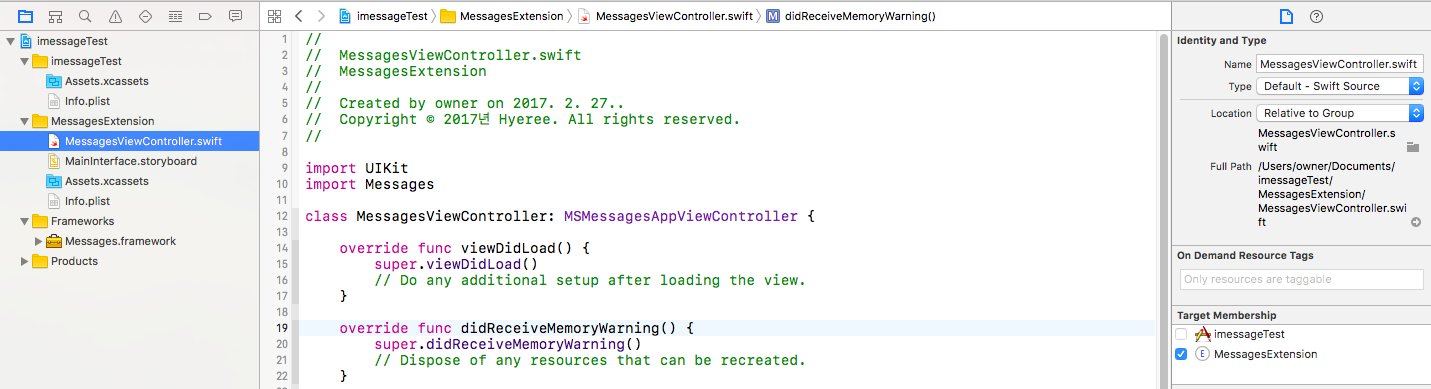 imessageTest
imessageTest
Assets.xcassets
Info.plist
MessagesExtension
MessagesViewController.swift
MainInterface.storyboard
Assets.xcassets
Info.plist
Frameworks
Messages.framework
Products
imessageTest MessagesExtension MessagesViewController.swift M didReceiveMemoryWarning()
1 //
2 //  MessagesViewController.swift
3 //  MessagesExtension
4 //
5 //  Created by owner on 2017. 2. 27..
6 //  Copyright © 2017년 Hyeree. All rights reserved.
7 //
8
9 import UIKit
10 import Messages
11
12 class MessagesViewController: MSMessagesAppViewController {
13
14     override func viewDidLoad() {
15         super.viewDidLoad()
16         // Do any additional setup after loading the view.
17     }
18
19     override func didReceiveMemoryWarning() {
20         super.didReceiveMemoryWarning()
21         // Dispose of any resources that can be recreated.
22     }
Identity and Type
Name MessagesViewController.swift
Type Default - Swift Source
Location Relative to Group
MessagesViewController.s
wift
Full Path /Users/owner/Documents/
imessageTest/
MessagesExtension/
MessagesViewController.swi
ft
On Demand Resource Tags
Only resources are taggable
Target Membership
imessageTest
E MessagesExtension